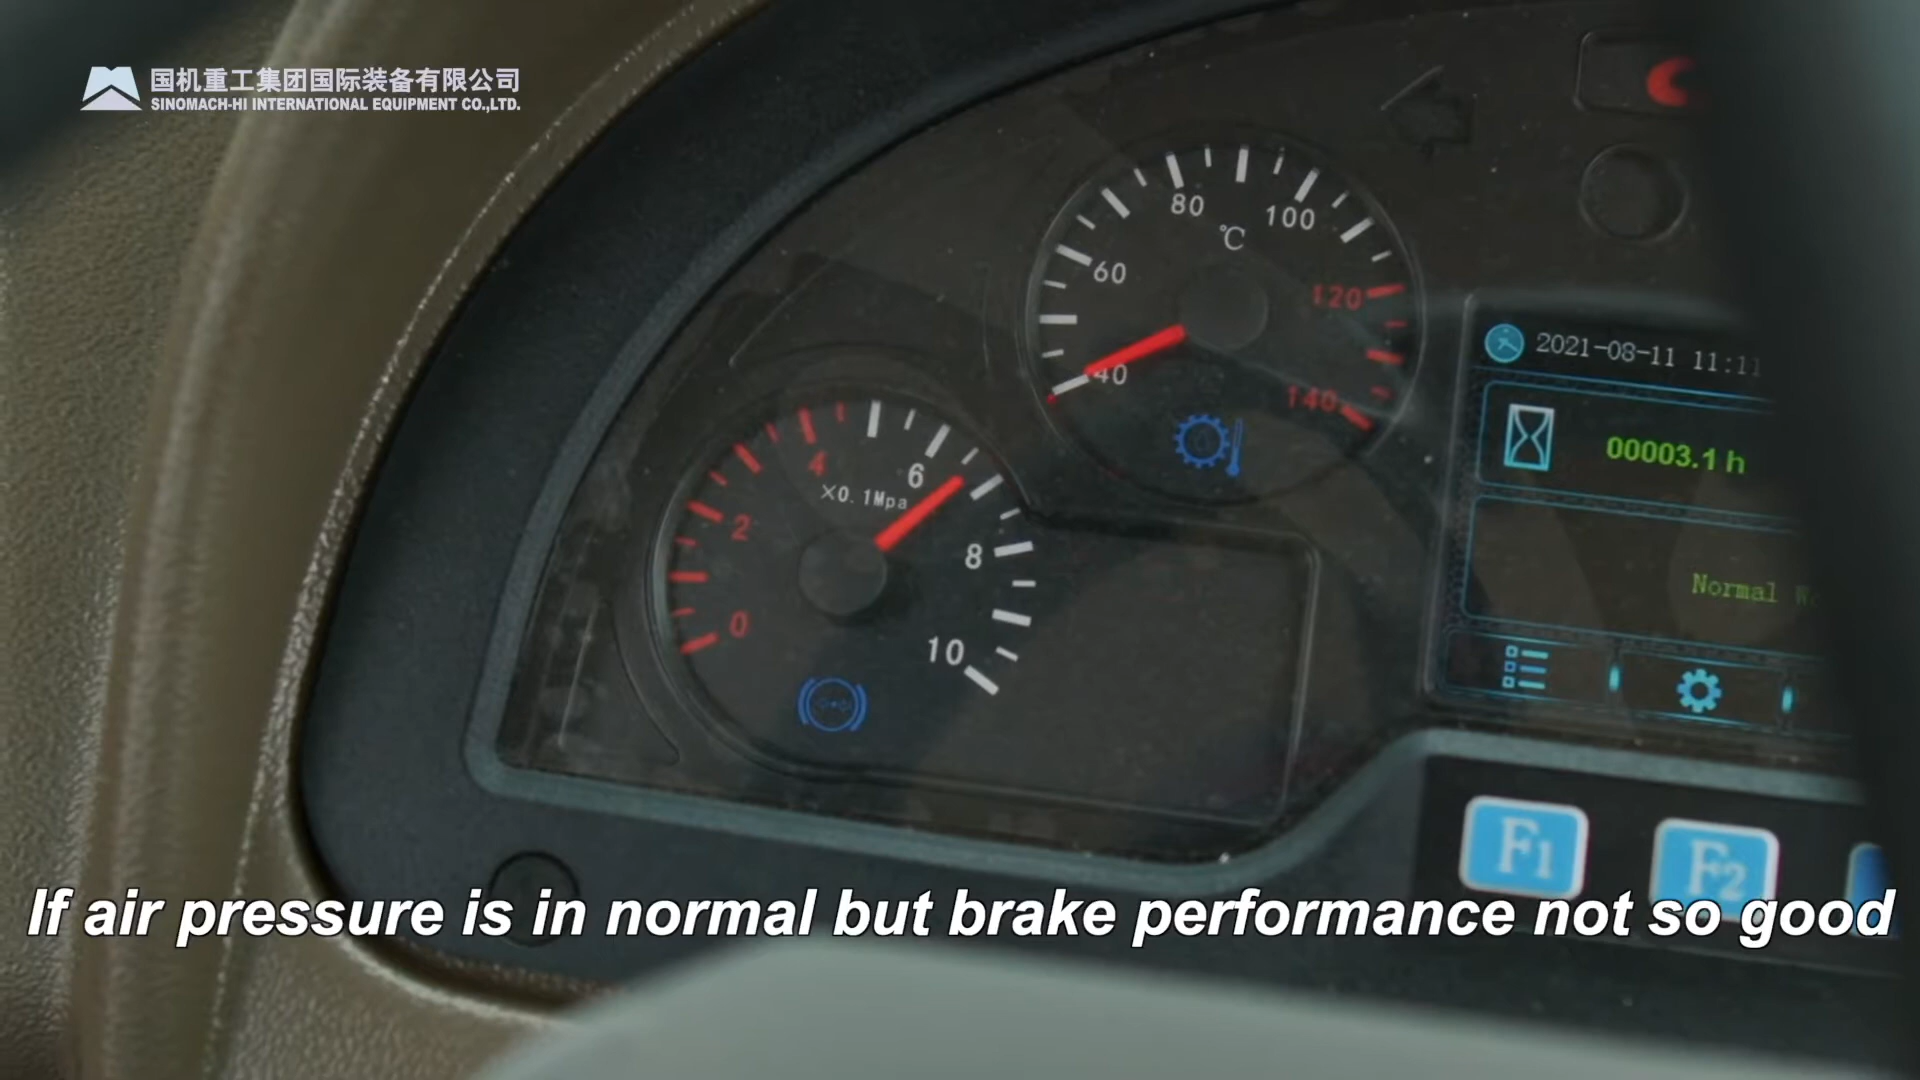 国机重工集团国际装备有限公司
SINOMACH-HI INTERNATIONAL EQUIPMENT CO.,LTD.
80
100
℃
60
120
40
140
2021-08-11 11:11
00003.1 h
4
6
×0.1Mpa
2
8
0
10
Normal
F1
F2
If air pressure is in normal but brake performance not so good